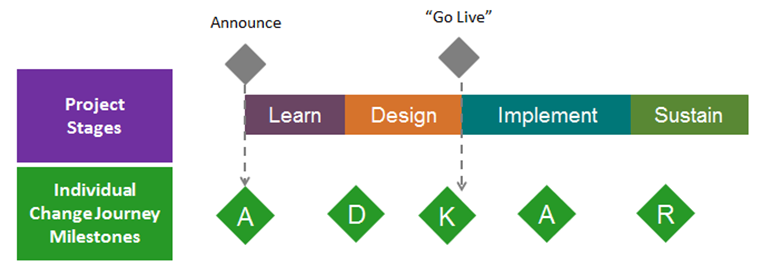 Announce
“Go Live”
Project
Stages
Learn
Design
Implement
Sustain
Individual
Change Journey
Milestones
A
D
K
A
R